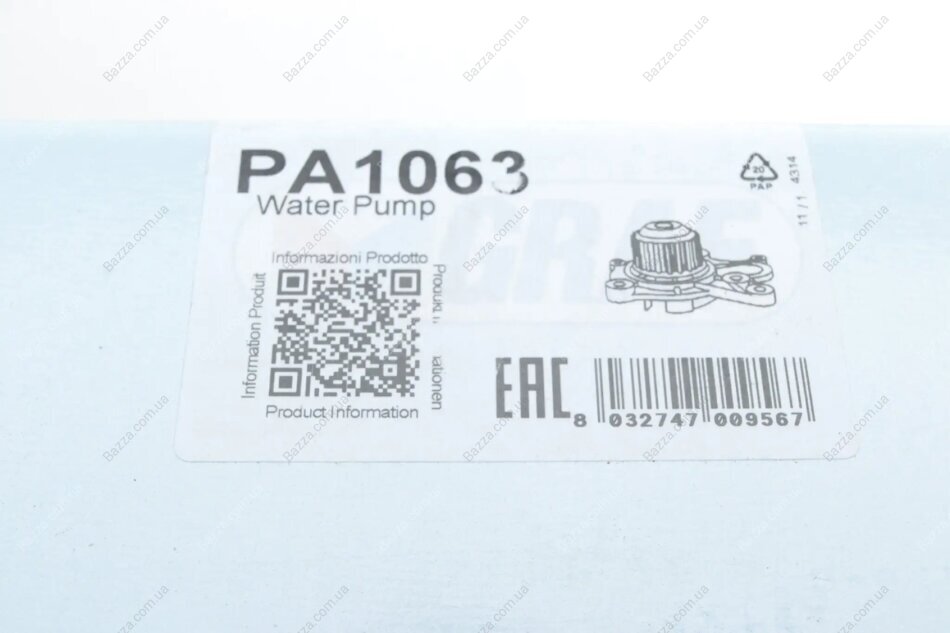 PA1063
Water Pump
GRAF
20
PAP
11/1 4314
Informazioni Prodotto
Information Produit
Product Information
EAC
8 032747 009567
Bazza.com.ua